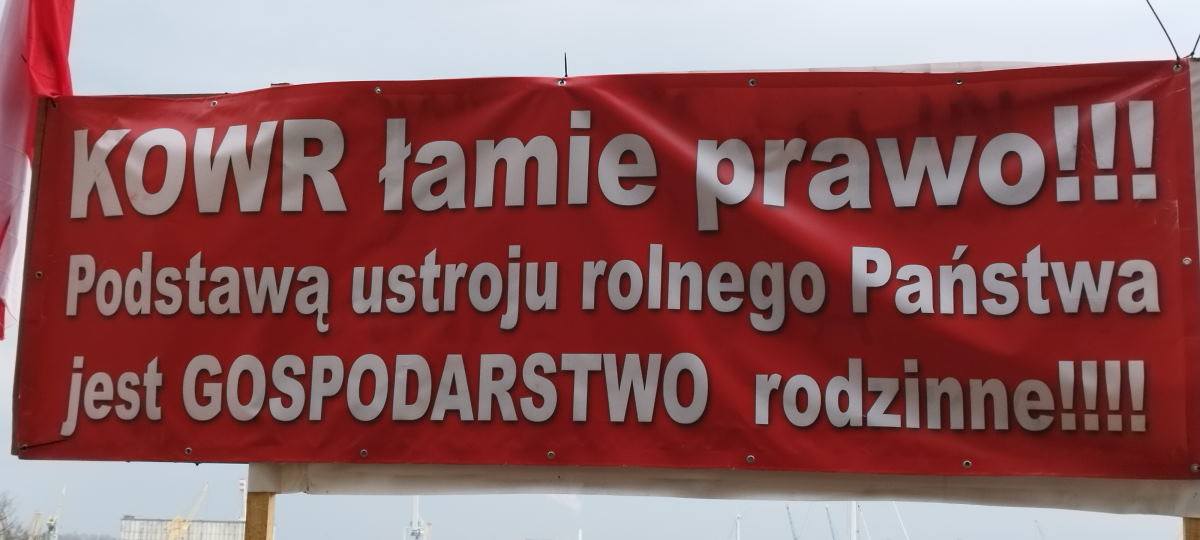 KOWR łamie prawo!!!
Podstawą ustroju rolnego Państwa
jest GOSPODARSTWO rodzinne!!!!